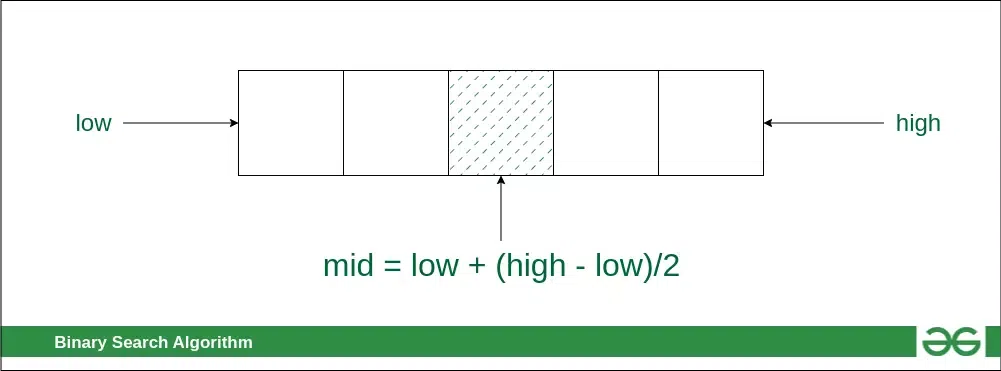 low
high
mid = low + (high - low)/2
Binary Search Algorithm